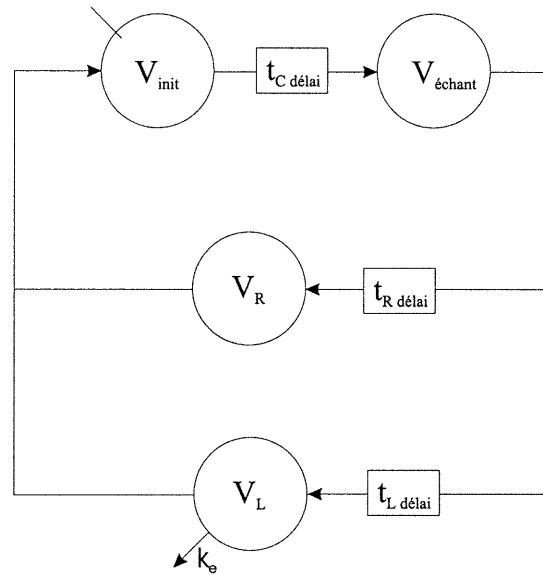 V init
t C délai
V échant
V R
t R délai
V L
t L délai
k e